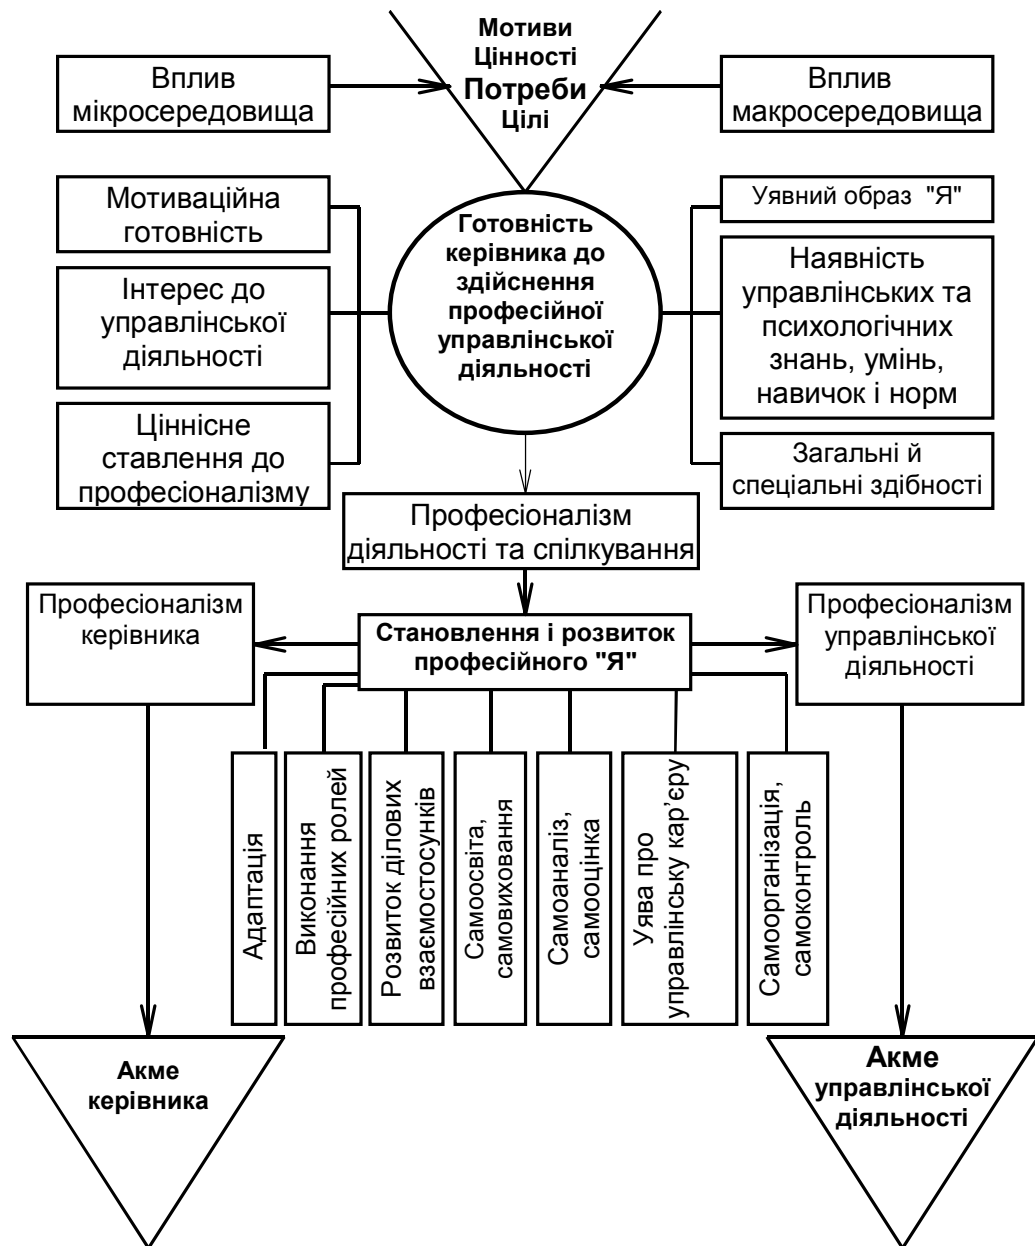 Мотиви
Цінності
Потреби
Цілі
Вплив
мікросередовища
Вплив
макросередовища
Мотиваційна
готовність
Інтерес до
управлінської
діяльності
Ціннісне
ставлення до
професіоналізму
Готовність
керівника до
здійснення
професійної
управлінської
діяльності
Уявний образ "Я"
Наявність
управлінських та
психологічних
знань, умінь,
навичок і норм
Загальні й
спеціальні здібності
Професіоналізм
діяльності та спілкування
Професіоналізм
керівника
Становлення і розвиток
професійного "Я"
Професіоналізм
управлінської
діяльності
Адаптація
Виконання
професійних ролей
Розвиток ділових
взаємостосунків
Самоосвіта,
самовиховання
Самоаналіз,
самооцінка
Уява про
управлінську кар’єру
Самоорганізація,
самоконтроль
Акме
керівника
Акме
управлінської
діяльності